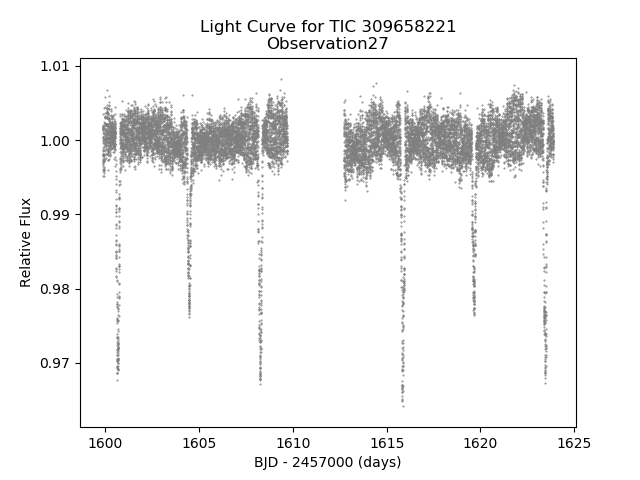 Light Curve for TIC 309658221
Observation27
1.01
1.00
0.99
0.98
0.97
Relative Flux
1600 1605 1610 1615 1620 1625
BJD - 2457000 (days)